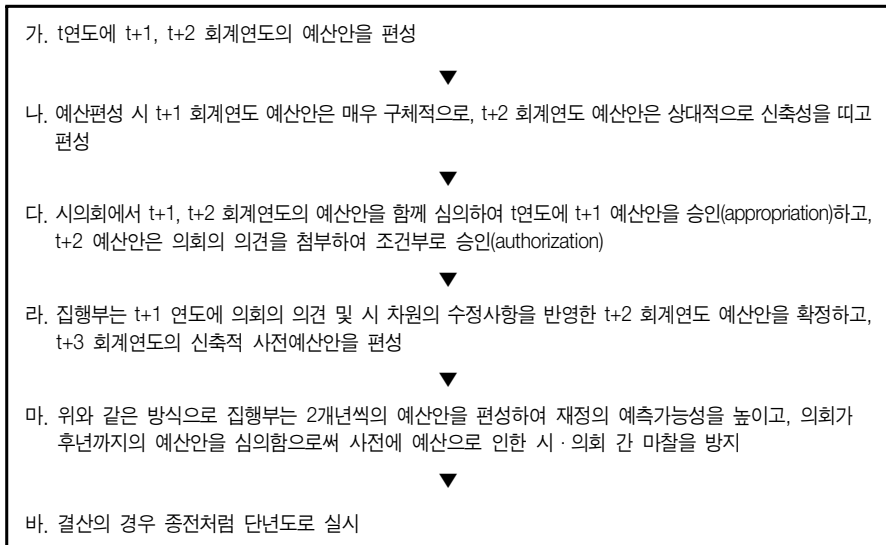 가. t연도에 t+1, t+2 회계연도의 예산안을 편성
▼
나. 예산편성 시 t+1 회계연도 예산안은 매우 구체적으로, t+2 회계연도 예산안은 상대적으로 신축성을 띠고
편성
▼
다. 시의회에서 t+1, t+2 회계연도의 예산안을 함께 심의하여 t연도에 t+1 예산안을 승인(appropriation)하고,
t+2 예산안은 의회의 의견을 첨부하여 조건부로 승인(authorization)
▼
라. 집행부는 t+1 연도에 의회의 의견 및 시 차원의 수정사항을 반영한 t+2 회계연도 예산안을 확정하고,
t+3 회계연도의 신축적 사전예산안을 편성
▼
마. 위와 같은 방식으로 집행부는 2개년씩의 예산안을 편성하여 재정의 예측가능성을 높이고, 의회가
후년까지의 예산안을 심의함으로써 사전에 예산으로 인한 시·의회 간 마찰을 방지
▼
바. 결산의 경우 종전처럼 단년도로 실시